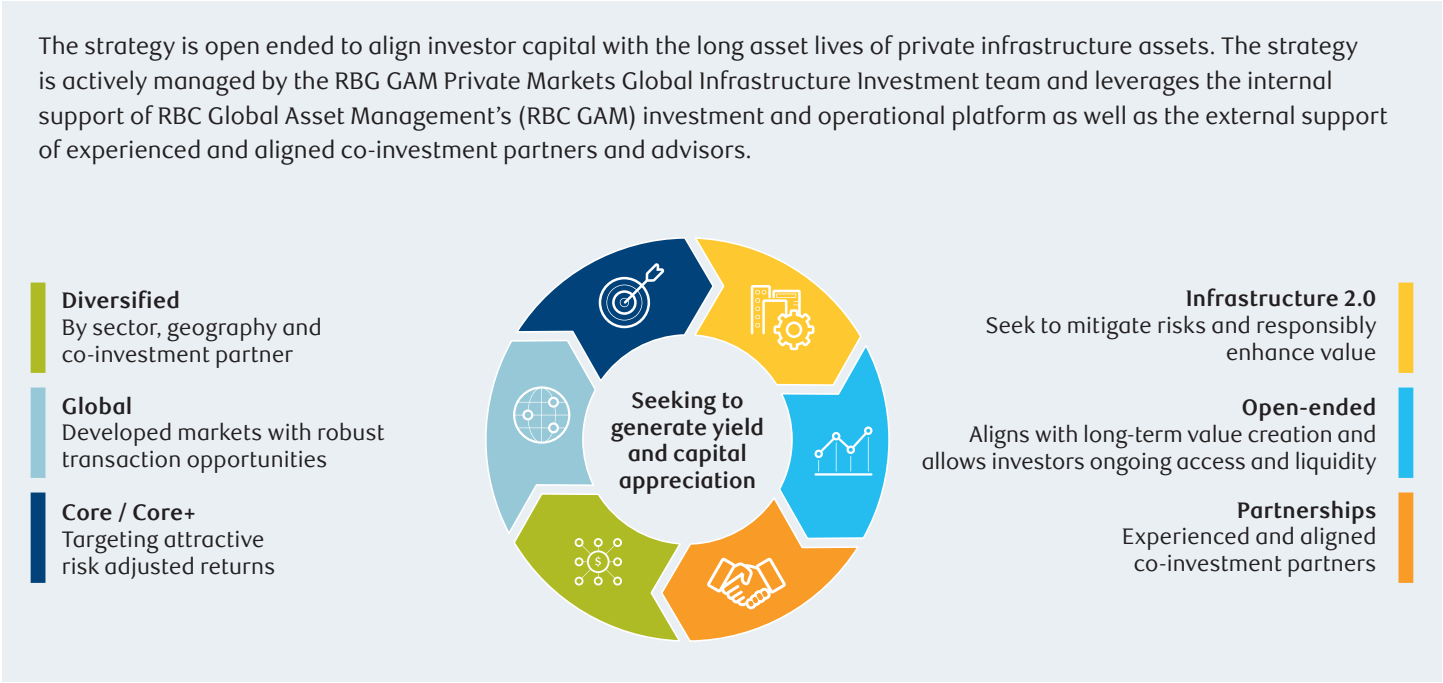 The strategy is open ended to align investor capital with the long asset lives of private infrastructure assets. The strategy
is actively managed by the RBG GAM Private Markets Global Infrastructure Investment team and leverages the internal
support of RBC Global Asset Management’s (RBC GAM) investment and operational platform as well as the external support
of experienced and aligned co-investment partners and advisors.
Diversified
By sector, geography and
co-investment partner
Global
Developed markets with robust
transaction opportunities
Core / Core+
Targeting attractive
risk adjusted returns
Seeking to
generate yield
and capital
appreciation
$
Infrastructure 2.0
Seek to mitigate risks and responsibly
enhance value
Open-ended
Aligns with long-term value creation and
allows investors ongoing access and liquidity
Partnerships
Experienced and aligned
co-investment partners